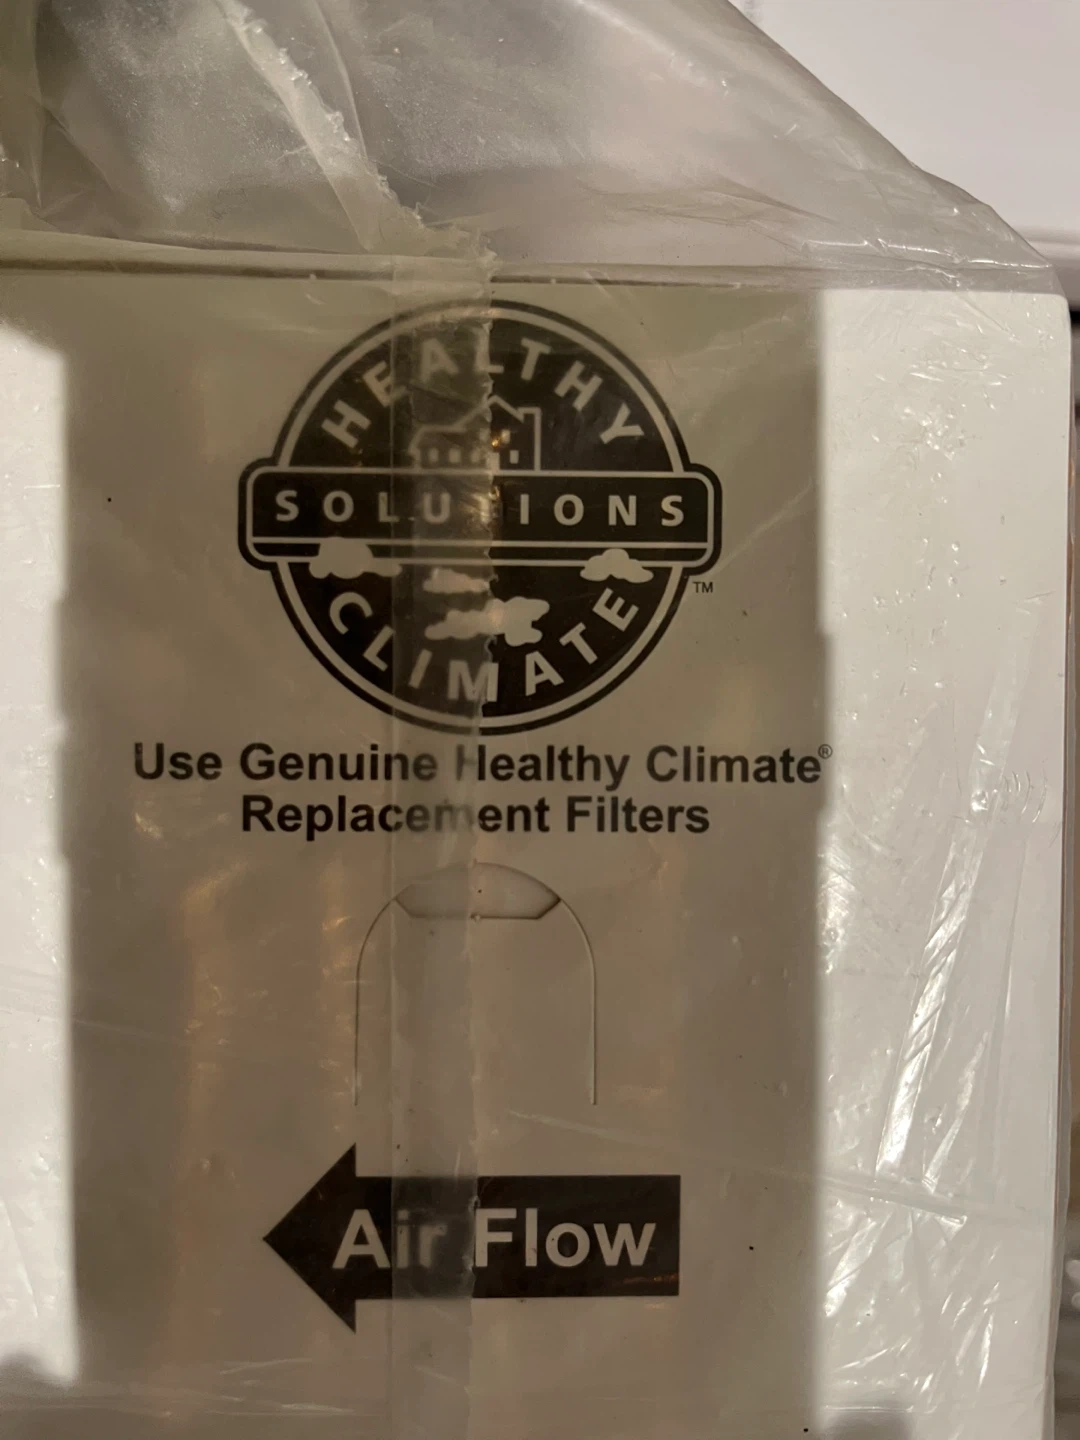 HEALTHY
SOLUTIONS
CLIMATE
TM
Use Genuine Healthy Climate®
Replacement Filters
Air Flow